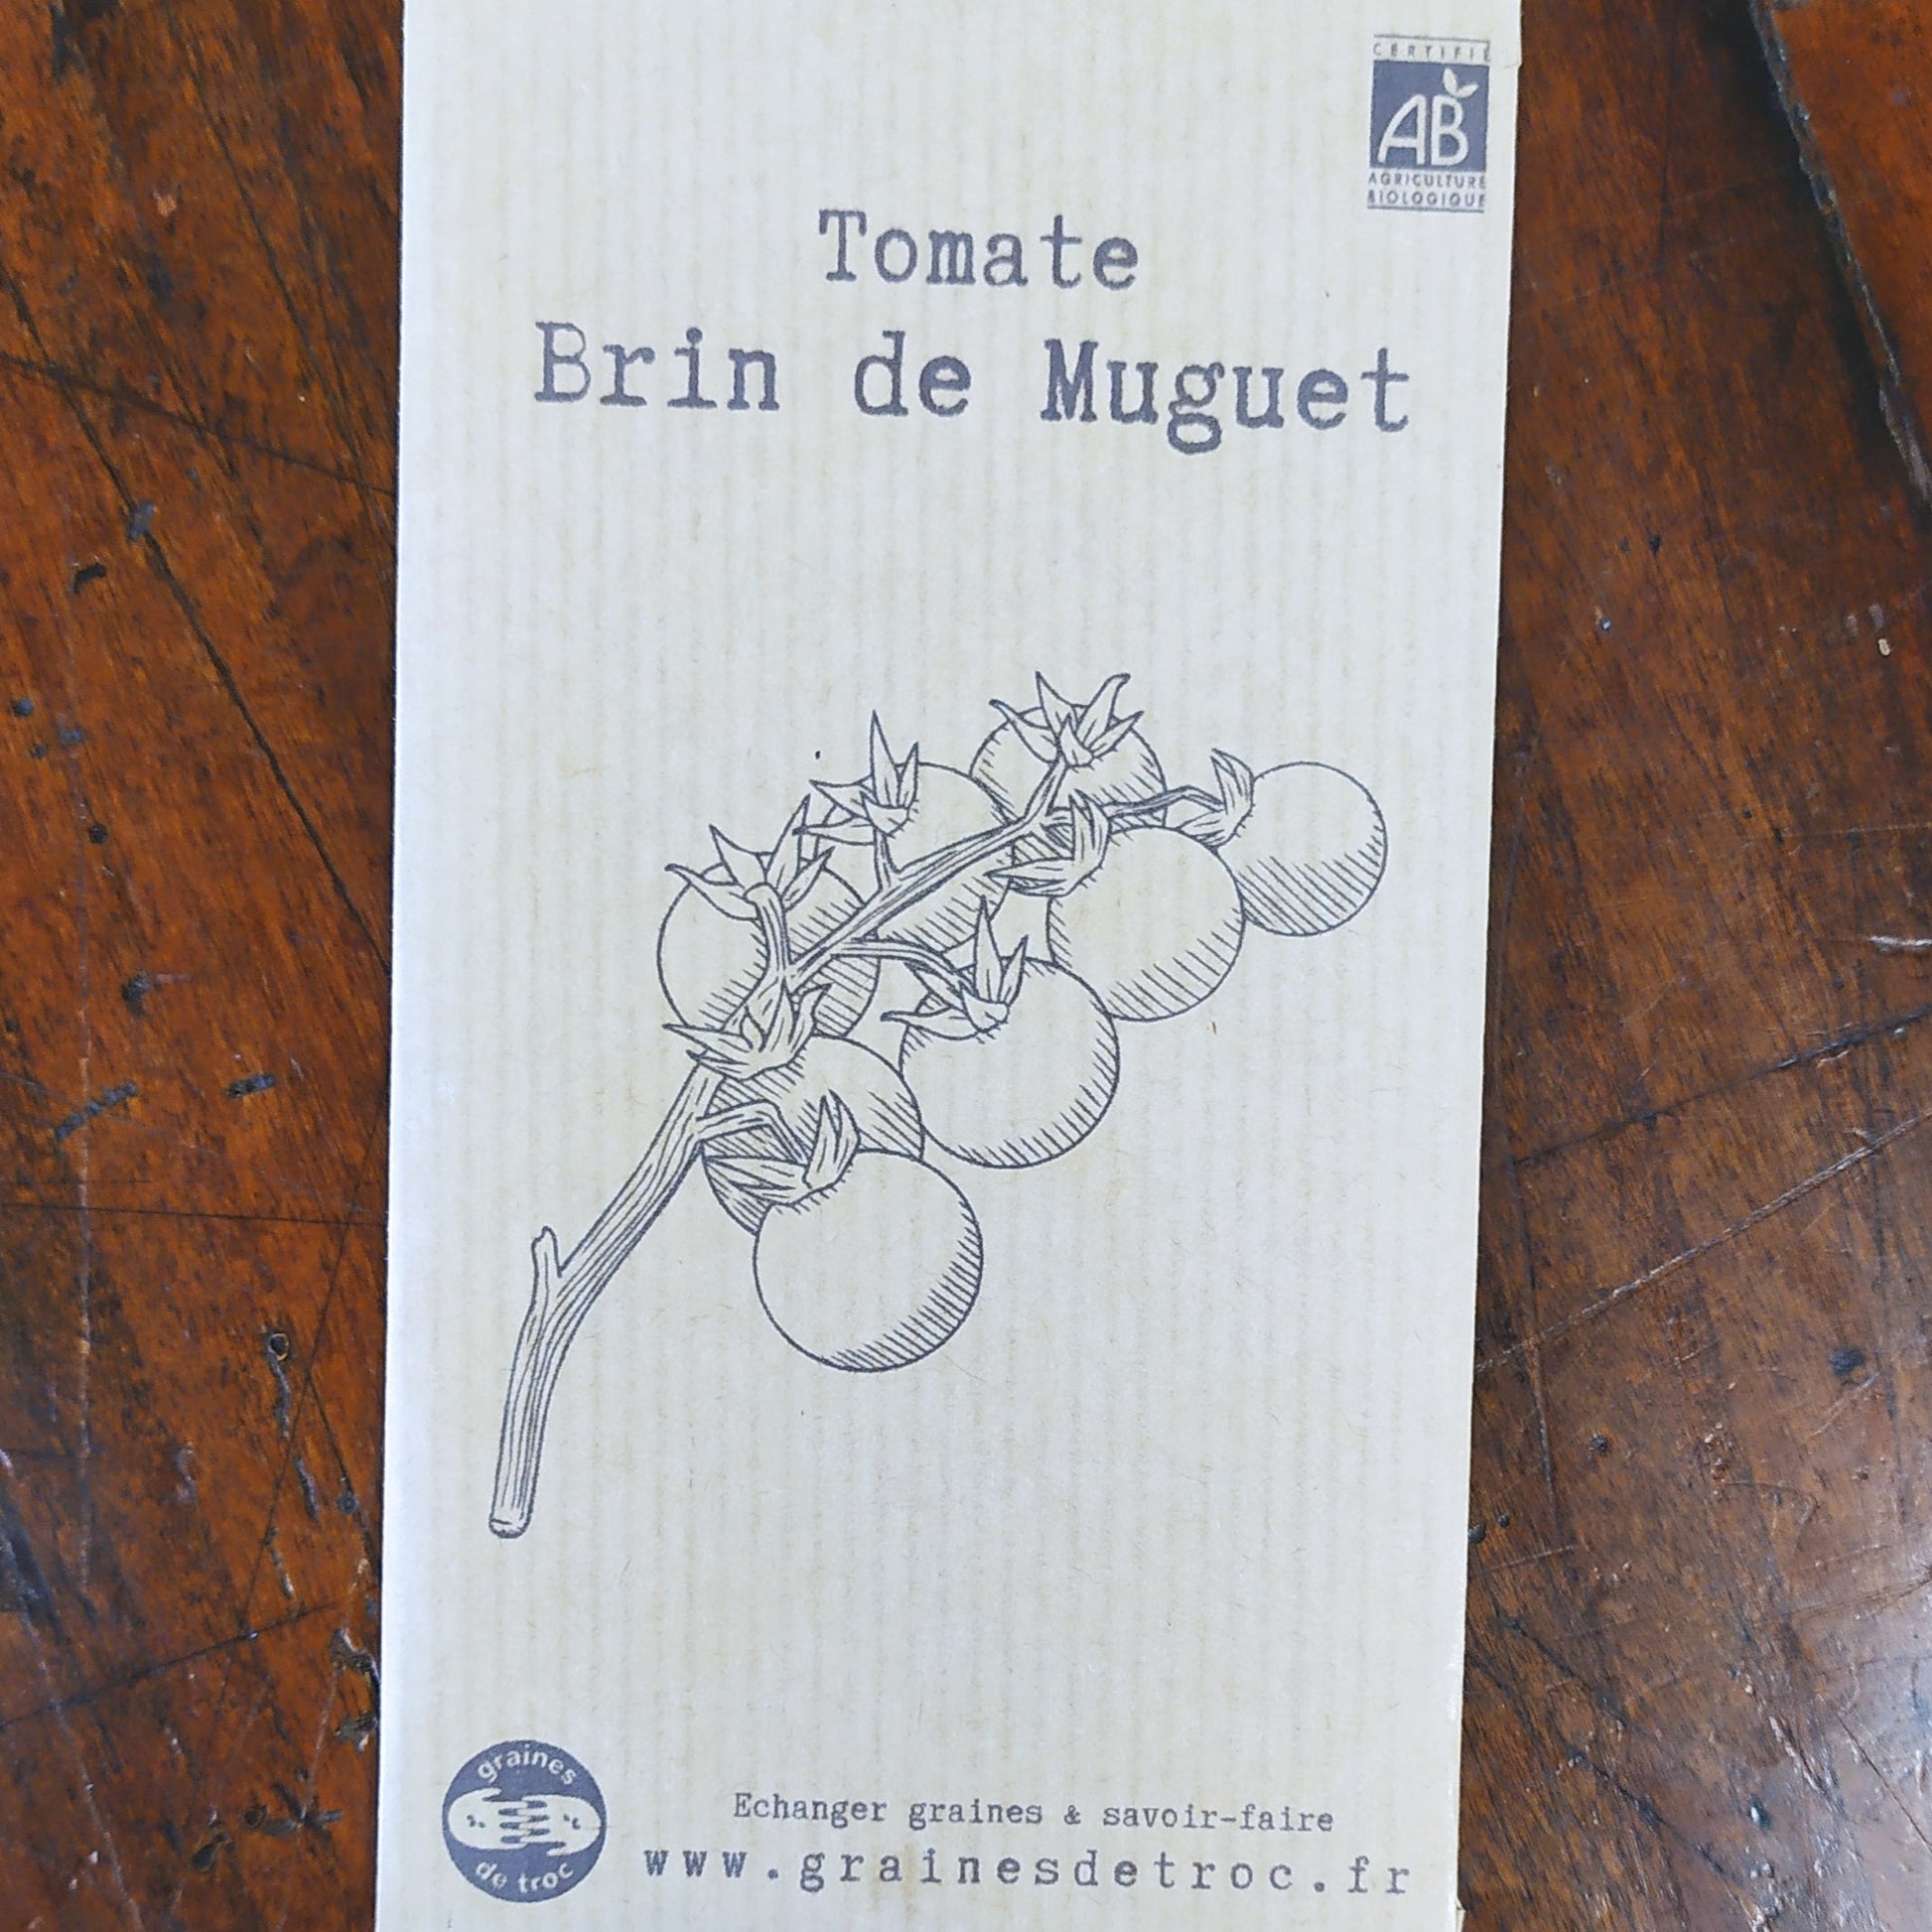 CERTIFIÉ
AB
AGRICULTURE
BIOLOGIQUE
Tomate
Brin de Muguet
graines
de troc
Echanger graines & savoir-faire
www.grainesdetroc.fr